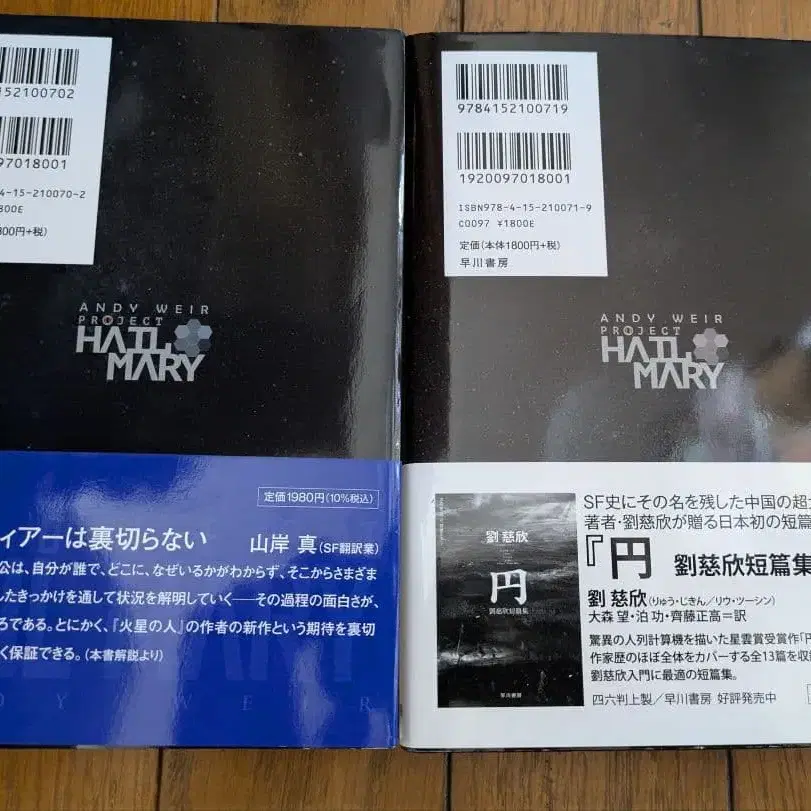 52100702
97018001
4-15-210070-2
800E
800円+税)
ANDY WEIR
PROJECT
HAIL
MARY
定価1980円(10%税込)
ィアーは裏切らない 山岸 真(SF翻訳業)
公は、自分が誰で、どこに、なぜいるかがわからず、そこからさまざま
したきっかけを通して状況を解明していく──その過程の面白さが、
ろである。とにかく、『火星の人』の作者の新作という期待を裏切
く保証できる。(本書解説より)
9784152100719
1920097018001
ISBN978-4-15-210071-9
C0097 ¥1800E
定価(本体1800円+税)
早川書房
ANDY WEIR
PROJECT
HAIL
MARY
劉慈欣
円
劉慈欣短篇集
早川書房
SF史にその名を残した中国の超
著者・劉慈欣が贈る日本初の短篇
『円 劉慈欣短篇集
劉 慈欣(りゅう・じきん/リウ・ツーシン)
大森 望・泊 功・齊藤正高=訳
驚異の人列計算機を描いた星雲賞受賞作「円
作家歴のほぼ全体をカバーする全13篇を収
劉慈欣入門に最適の短篇集。
四六判上製/早川書房 好評発売中